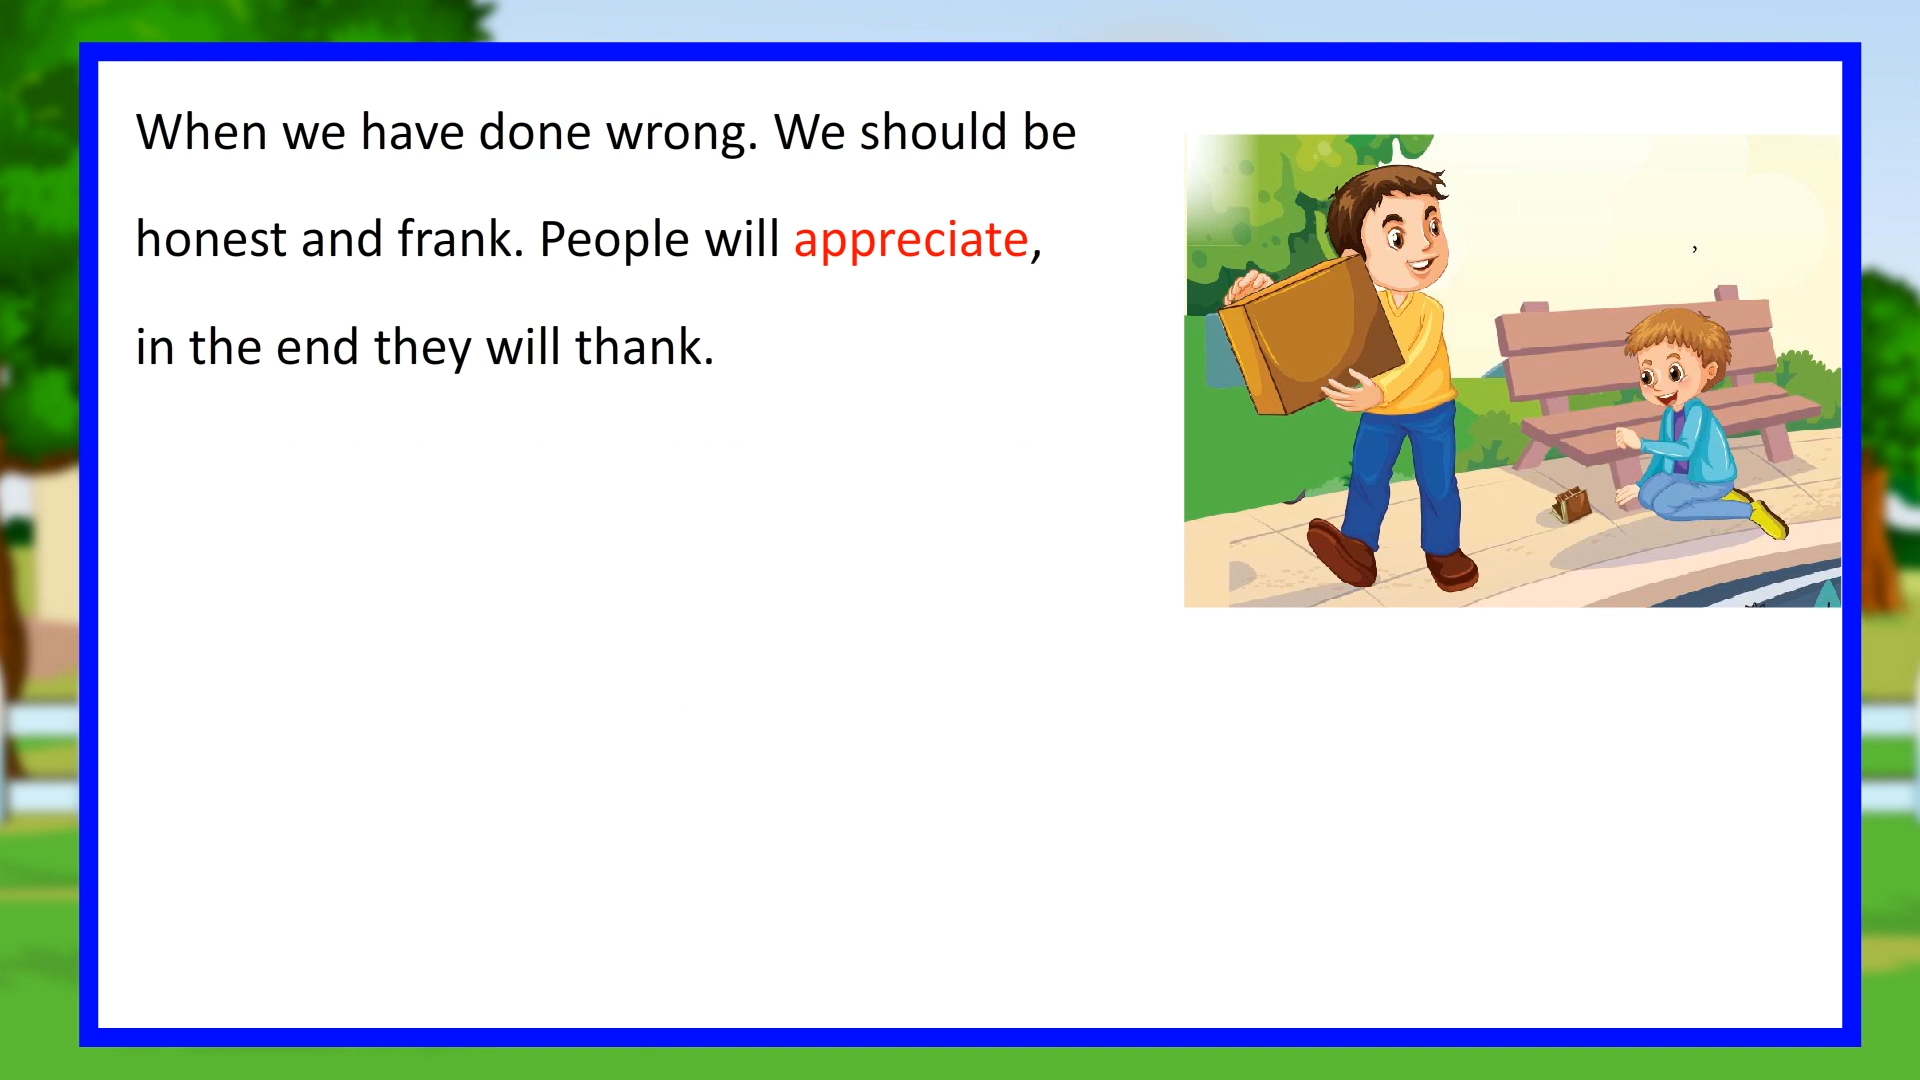 When we have done wrong. We should be
honest and frank. People will appreciate,
in the end they will thank.
,